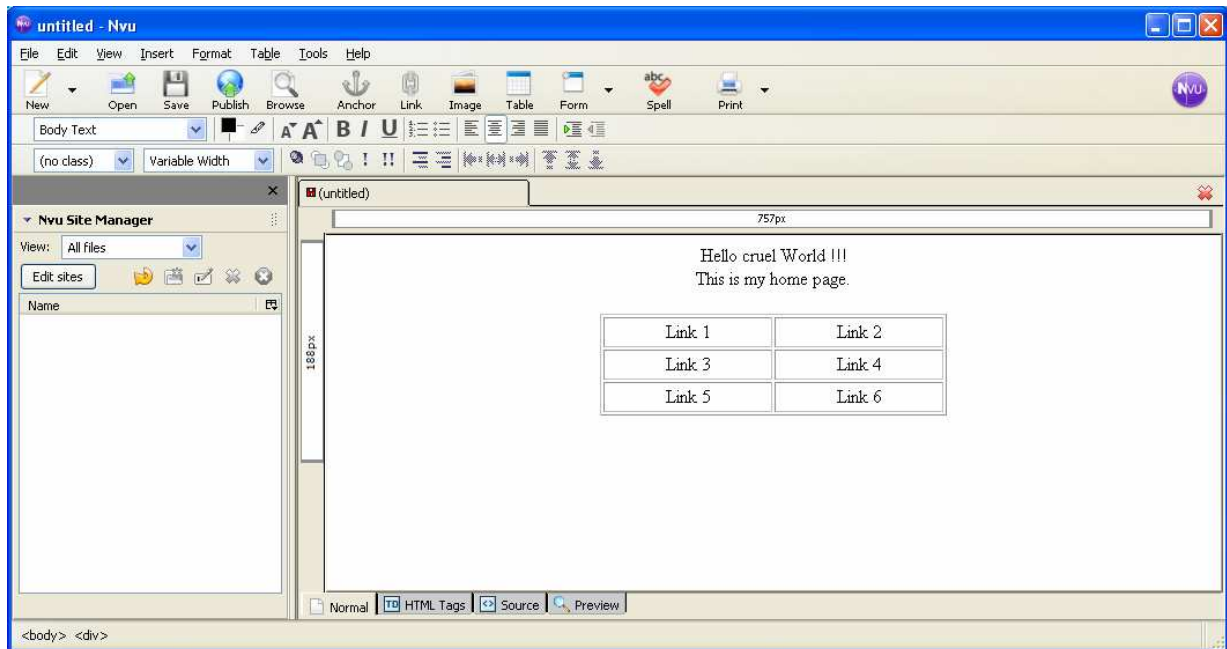 untitled - Nvu
File Edit View Insert Format Table Tools Help
New Open Save Publish Browse Anchor Link Image Table Form Spell Print
Body Text
(no class) Variable Width
(untitled)
Nvu Site Manager
757px
View: All files
Edit sites
Name
188px
Hello cruel World !!!
This is my home page.
Link 1 Link 2
Link 3 Link 4
Link 5 Link 6
Normal TD HTML Tags Source Preview
<body> <div>